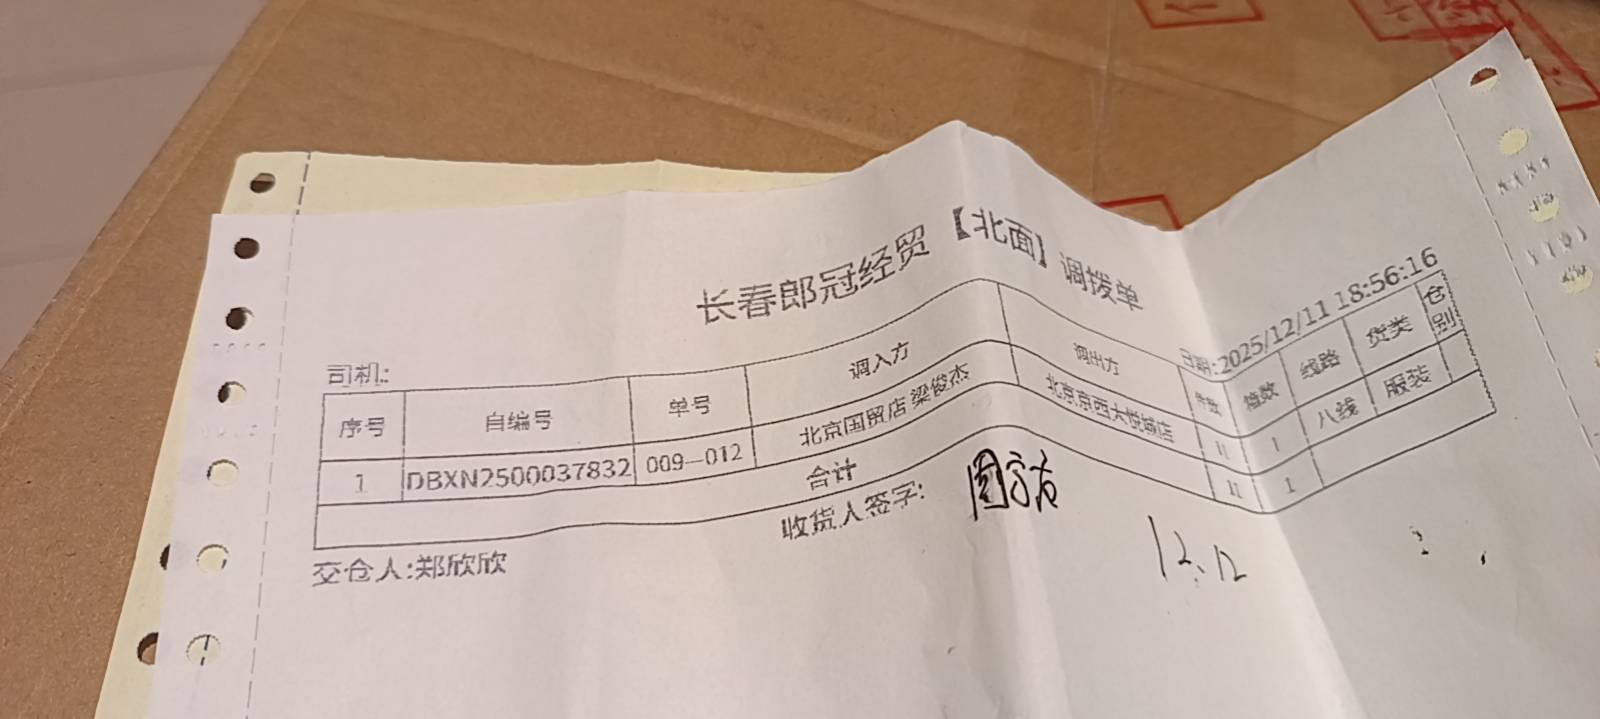 长春郎冠经贸【北面】调拨单
司机:
日期:2025/12/11 18:56:16
序号 自编号 单号 调入方 调出方 件数 箱数 线路 货类 仓别
1 DBXN2500037832 009-012 北京国贸店 梁俊杰 北京京西大悦城店 11 1 八线 服装
合计 11 1
交仓人:郑欣欣
收货人签字:
12.12